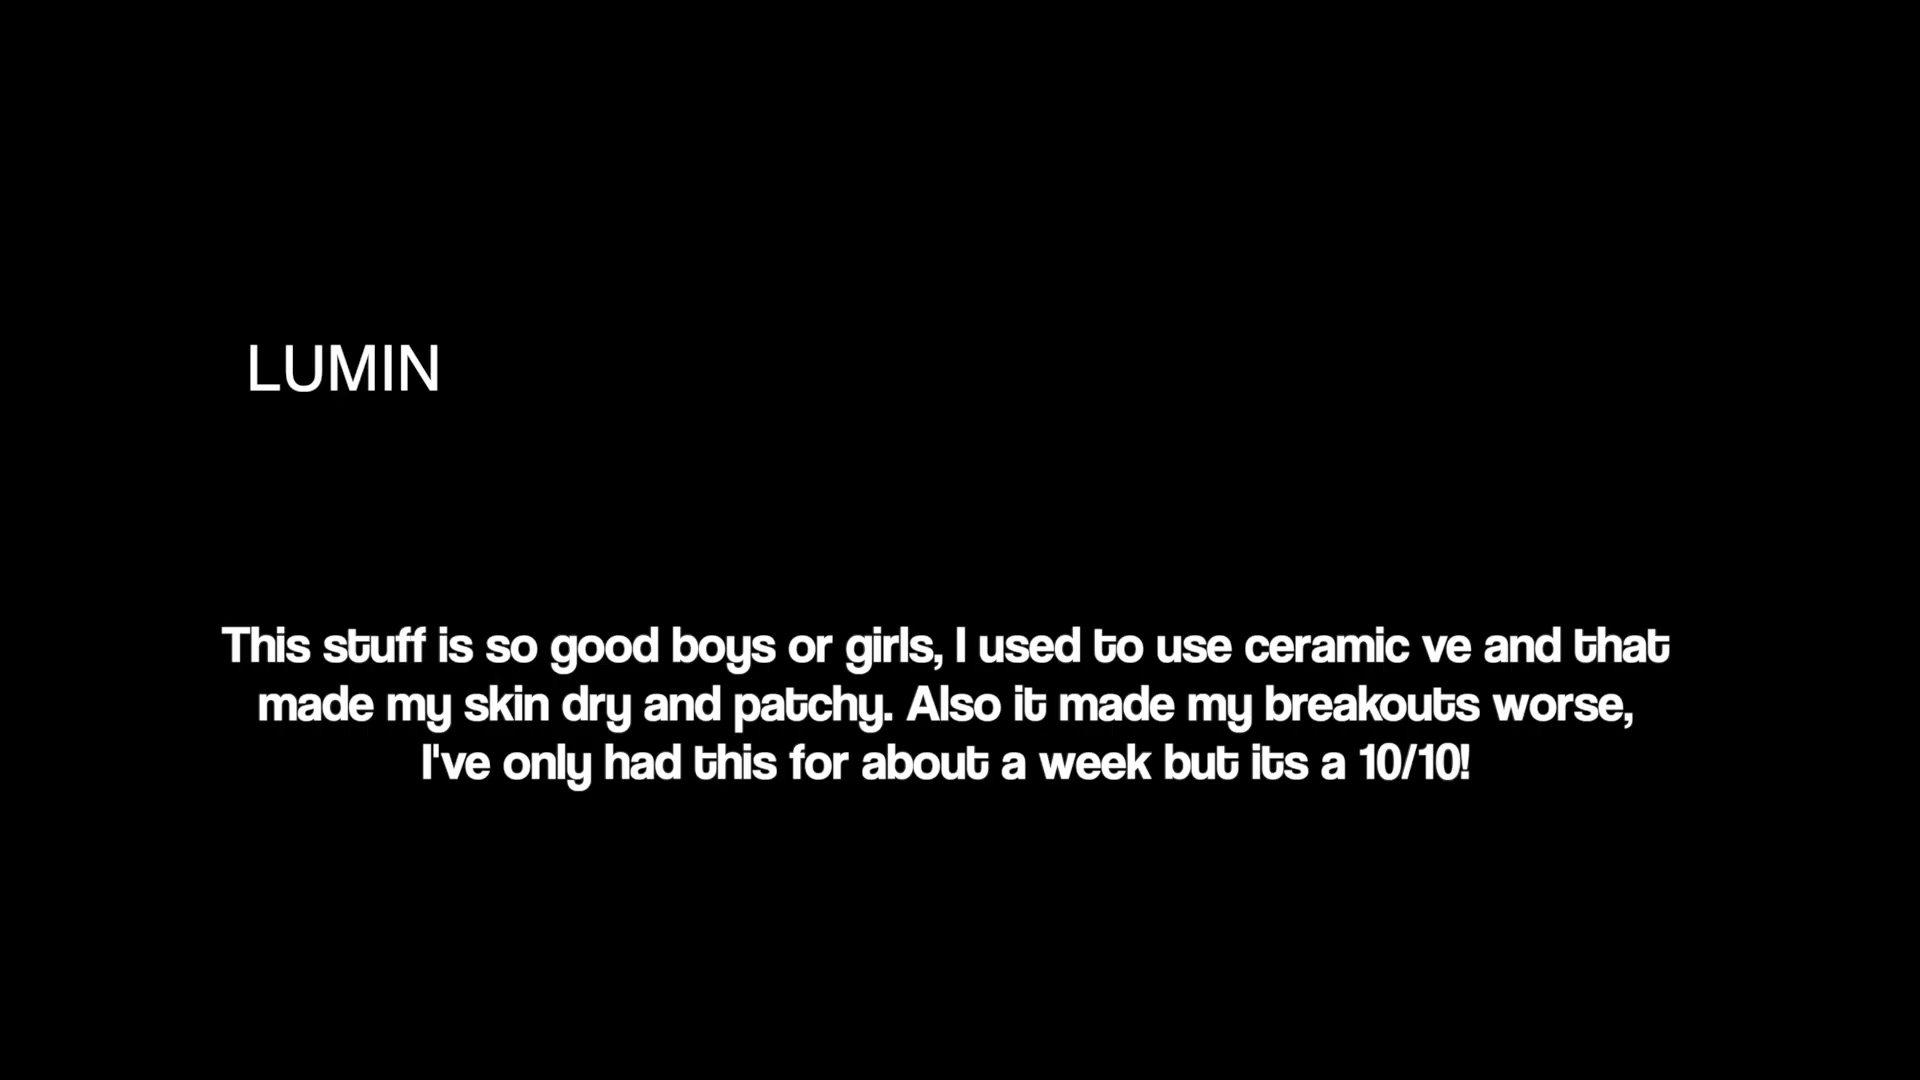 LUMIN
This stuff is so good boys or girls, I used to use ceramic ve and that
made my skin dry and patchy. Also it made my breakouts worse,
I've only had this for about a week but its a 10/10!